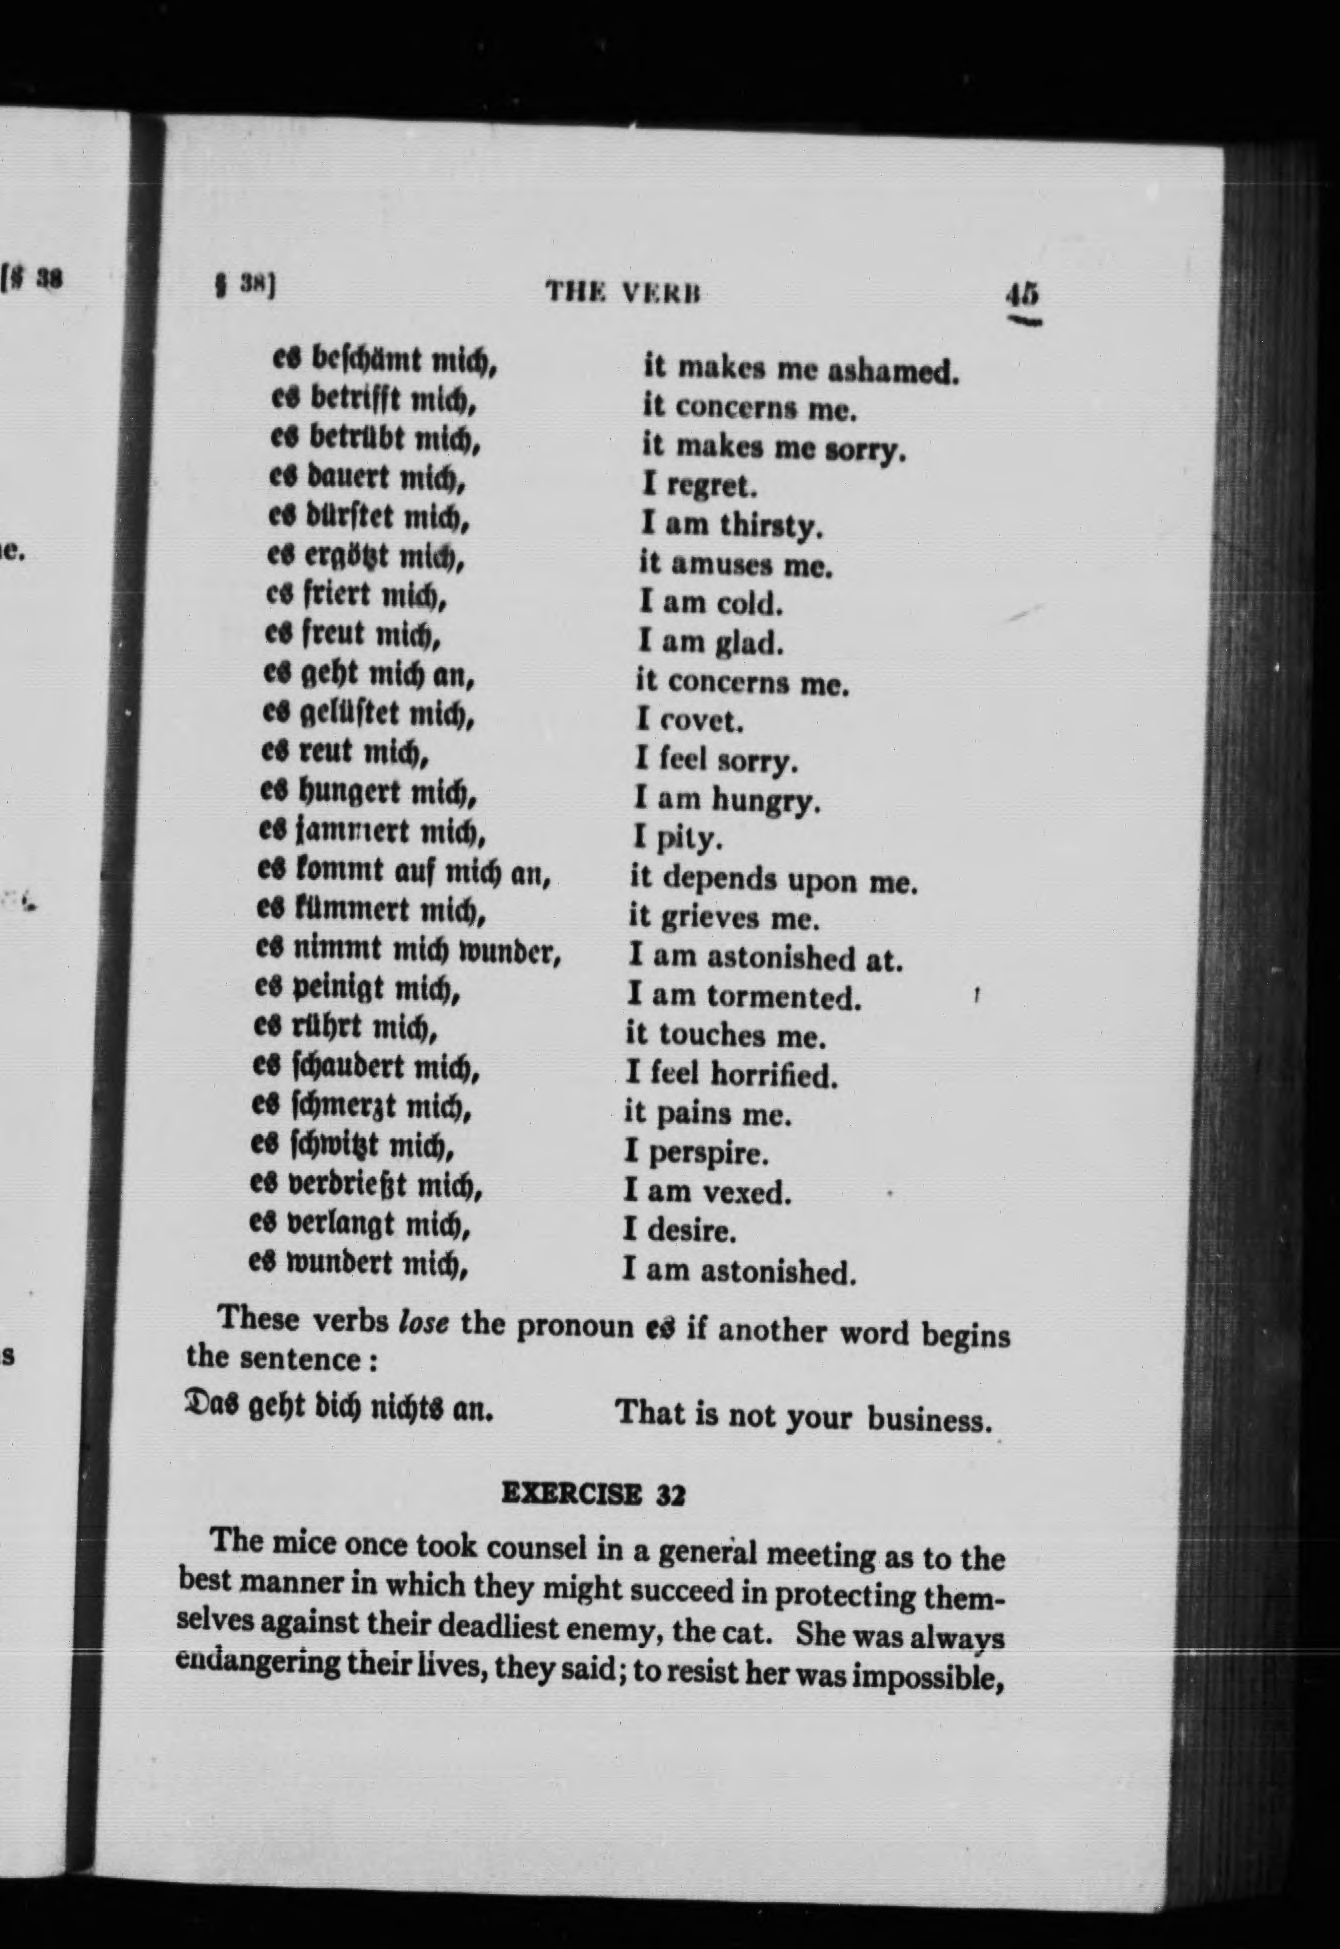 [§ 38
§ 38] THE VERB 45
es beschämt mich, it makes me ashamed.
es betrifft mich, it concerns me.
es betrübt mich, it makes me sorry.
es dauert mich, I regret.
es dürstet mich, I am thirsty.
es ergötzt mich, it amuses me.
es friert mich, I am cold.
es freut mich, I am glad.
es geht mich an, it concerns me.
es gelüstet mich, I covet.
es reut mich, I feel sorry.
es hungert mich, I am hungry.
es jammert mich, I pity.
es kommt auf mich an, it depends upon me.
es kümmert mich, it grieves me.
es nimmt mich wunder, I am astonished at.
es peinigt mich, I am tormented.
es rührt mich, it touches me.
es schaudert mich, I feel horrified.
es schmerzt mich, it pains me.
es schwitzt mich, I perspire.
es verdrießt mich, I am vexed.
es verlangt mich, I desire.
es wundert mich, I am astonished.
These verbs lose the pronoun es if another word begins
the sentence :
Das geht dich nichts an. That is not your business.
EXERCISE 32
The mice once took counsel in a general meeting as to the
best manner in which they might succeed in protecting them-
selves against their deadliest enemy, the cat. She was always
endangering their lives, they said; to resist her was impossible,